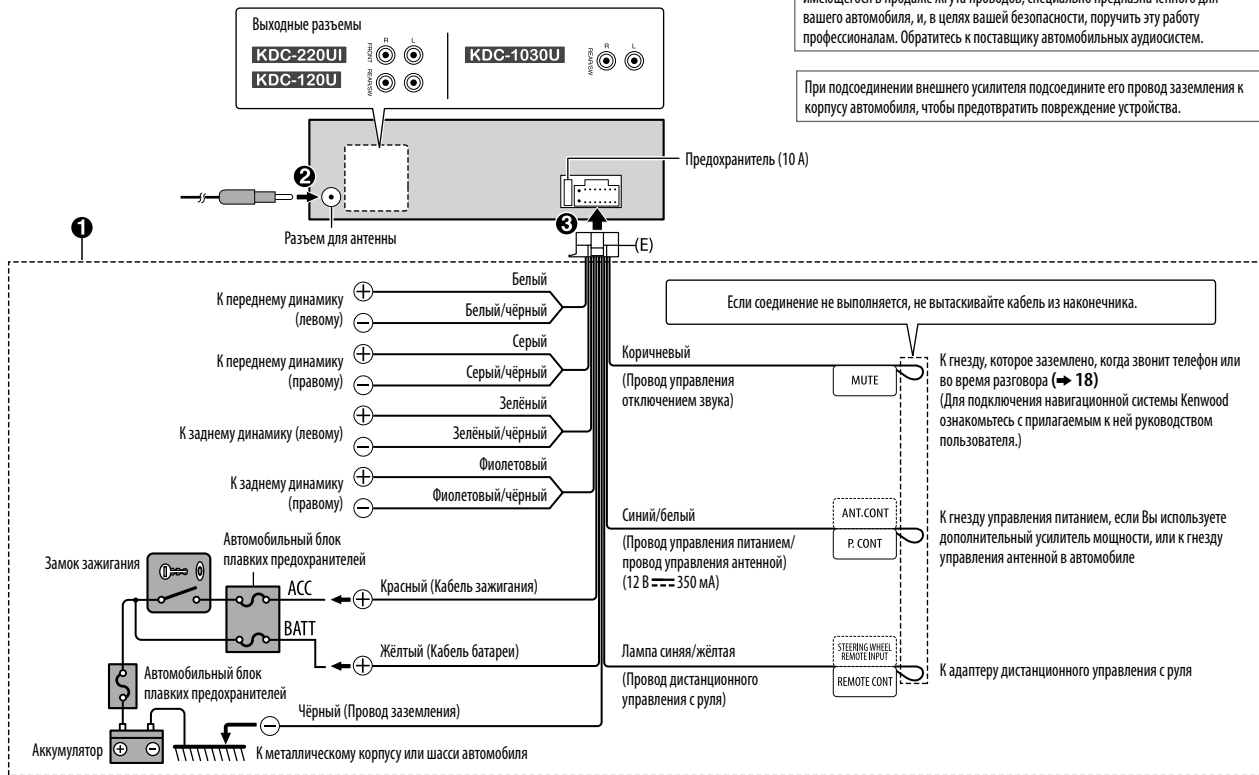 имеющегося в продаже жгута проводов, специально предназначенного для
вашего автомобиля, и, в целях вашей безопасности, поручить эту работу
профессионалам. Обратитесь к поставщику автомобильных аудиосистем.
При подсоединении внешнего усилителя подсоедините его провод заземления к
корпусу автомобиля, чтобы предотвратить повреждение устройства.
Выходные разъемы
KDC-220UI
KDC-120U
R L
FRONT
REAR/SW
KDC-1030U
R L
REAR/SW
Предохранитель (10 A)
2
Разъем для антенны
3
(E)
1
К переднему динамику
(левому)
Белый
Белый/чёрный
К переднему динамику
(правому)
Серый
Серый/чёрный
К заднему динамику (левому)
Зелёный
Зелёный/чёрный
К заднему динамику
(правому)
Фиолетовый
Фиолетовый/чёрный
Замок зажигания
Автомобильный блок
плавких предохранителей
ACC
Красный (Кабель зажигания)
BATT
Жёлтый (Кабель батареи)
Автомобильный блок
плавких предохранителей
Чёрный (Провод заземления)
Аккумулятор
К металлическому корпусу или шасси автомобиля
Если соединение не выполняется, не вытаскивайте кабель из наконечника.
Коричневый
(Провод управления
отключением звука)
MUTE
К гнезду, которое заземлено, когда звонит телефон или
во время разговора (➜ 18)
(Для подключения навигационной системы Kenwood
ознакомьтесь с прилагаемым к ней руководством
пользователя.)
Синий/белый
(Провод управления питанием/
провод управления антенной)
(12 В ⎓ 350 мА)
ANT.CONT
P. CONT
К гнезду управления питанием, если Вы используете
дополнительный усилитель мощности, или к гнезду
управления антенной в автомобиле
Лампа синяя/жёлтая
(Провод дистанционного
управления с руля)
STEERING WHEEL
REMOTE INPUT
REMOTE CONT
К адаптеру дистанционного управления с руля